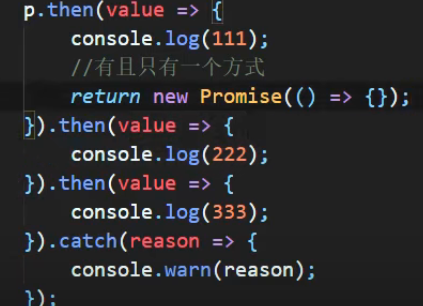 p.then(value => {
    console.log(111);
    //有且只有一个方式
    return new Promise(() => {});
}).then(value => {
    console.log(222);
}).then(value => {
    console.log(333);
}).catch(reason => {
    console.warn(reason);
});